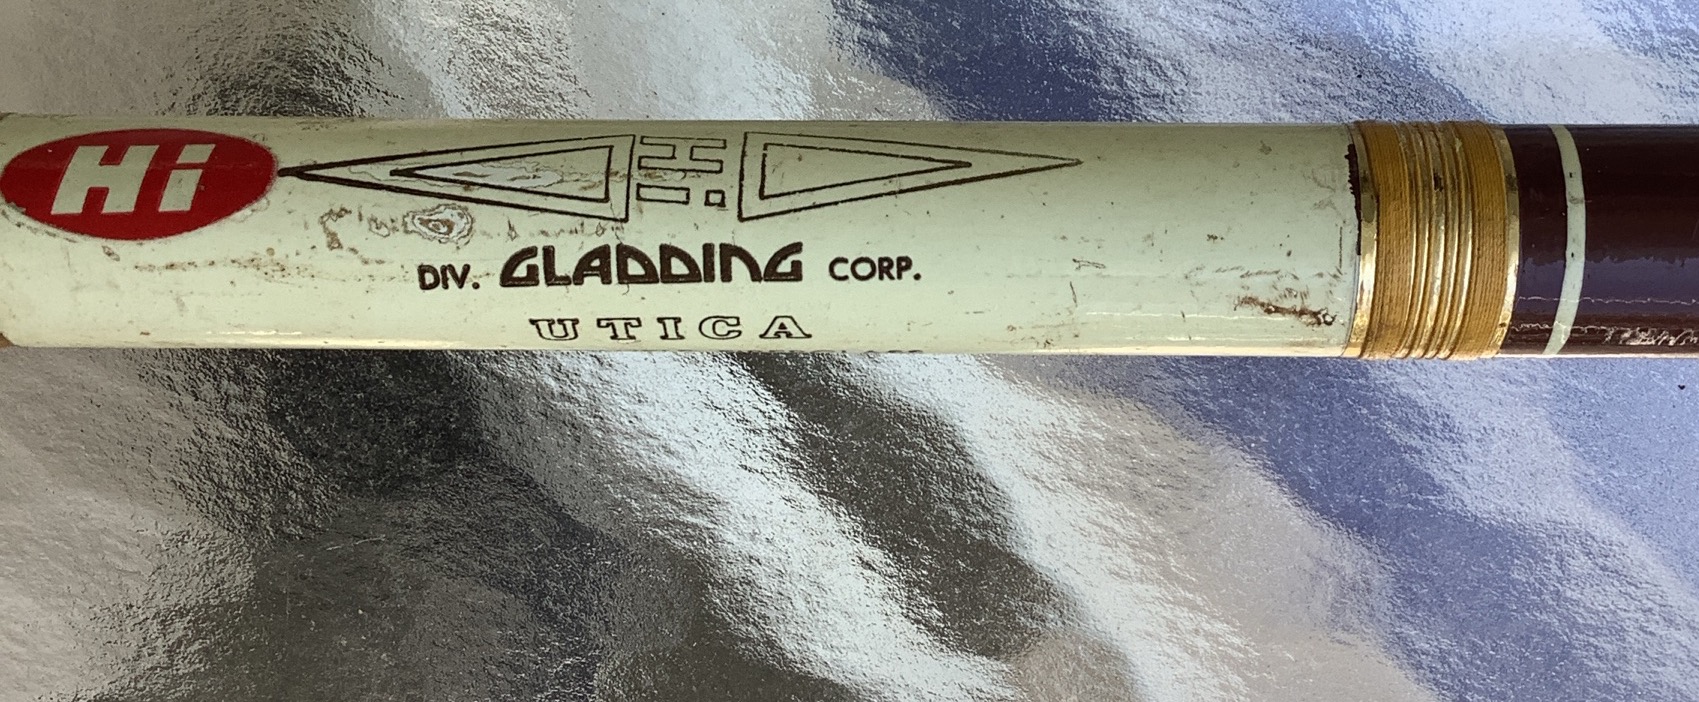 Hi
H-I
DIV. GLADDING CORP.
UTICA